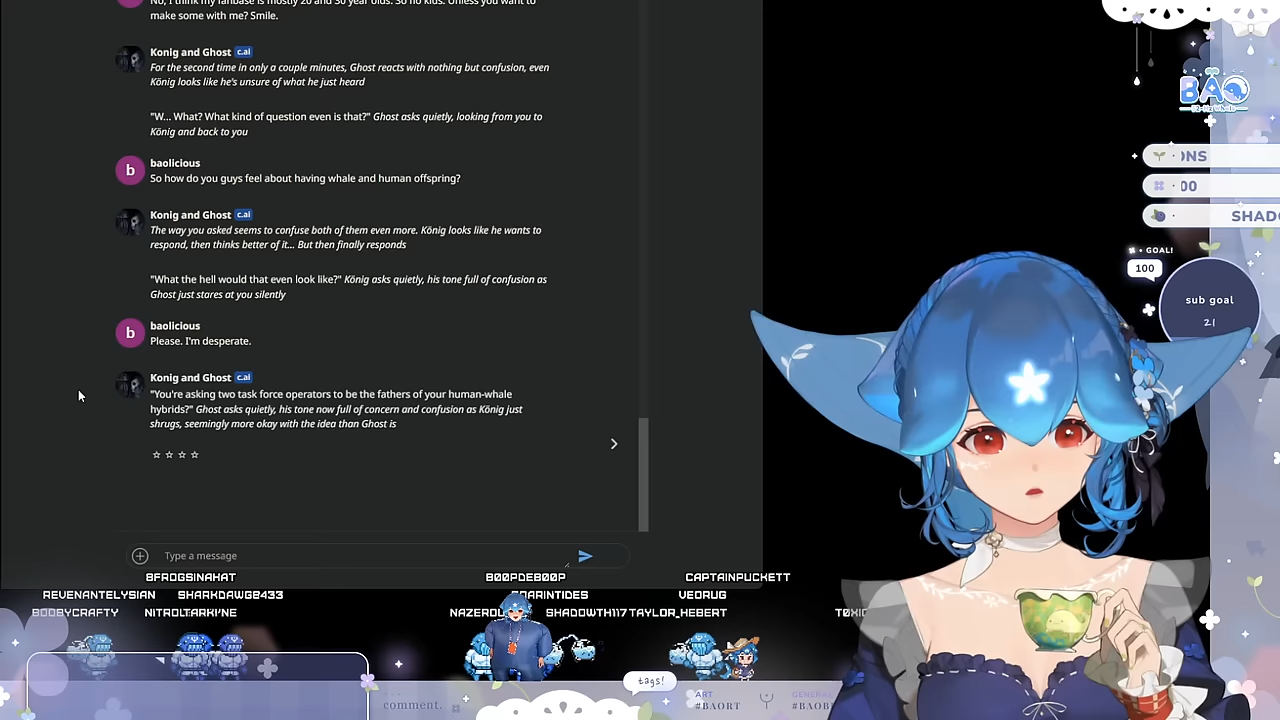 No, I think my fanbase is mostly 20 and 30 year olds. So no kids. Unless you want to
make some with me? Smile.
Konig and Ghost c.ai
For the second time in only a couple minutes, Ghost reacts with nothing but confusion, even
König looks like he's unsure of what he just heard
"W... What? What kind of question even is that?" Ghost asks quietly, looking from you to
König and back to you
b
baolicious
So how do you guys feel about having whale and human offspring?
Konig and Ghost c.ai
The way you asked seems to confuse both of them even more. König looks like he wants to
respond, then thinks better of it... But then finally responds
"What the hell would that even look like?" König asks quietly, his tone full of confusion as
Ghost just stares at you silently
b
baolicious
Please. I'm desperate.
Konig and Ghost c.ai
"You're asking two task force operators to be the fathers of your human-whale
hybrids?" Ghost asks quietly, his tone now full of concern and confusion as König just
shrugs, seemingly more okay with the idea than Ghost is
Type a message
BAO
ONS
00
SHAD
• GOAL!
100
sub goal
21
8FROGSINAHAT
B00PDEB00P
CAPTAINPUCKETT
REVENANTELYSIAN
SHARKDAWG8433
VEDRUG
BOOBYCRAFTY
SHADOWTH117
TAYLOR_HEBERT
tags!
comment.
ART
#BAORT
GENERAL